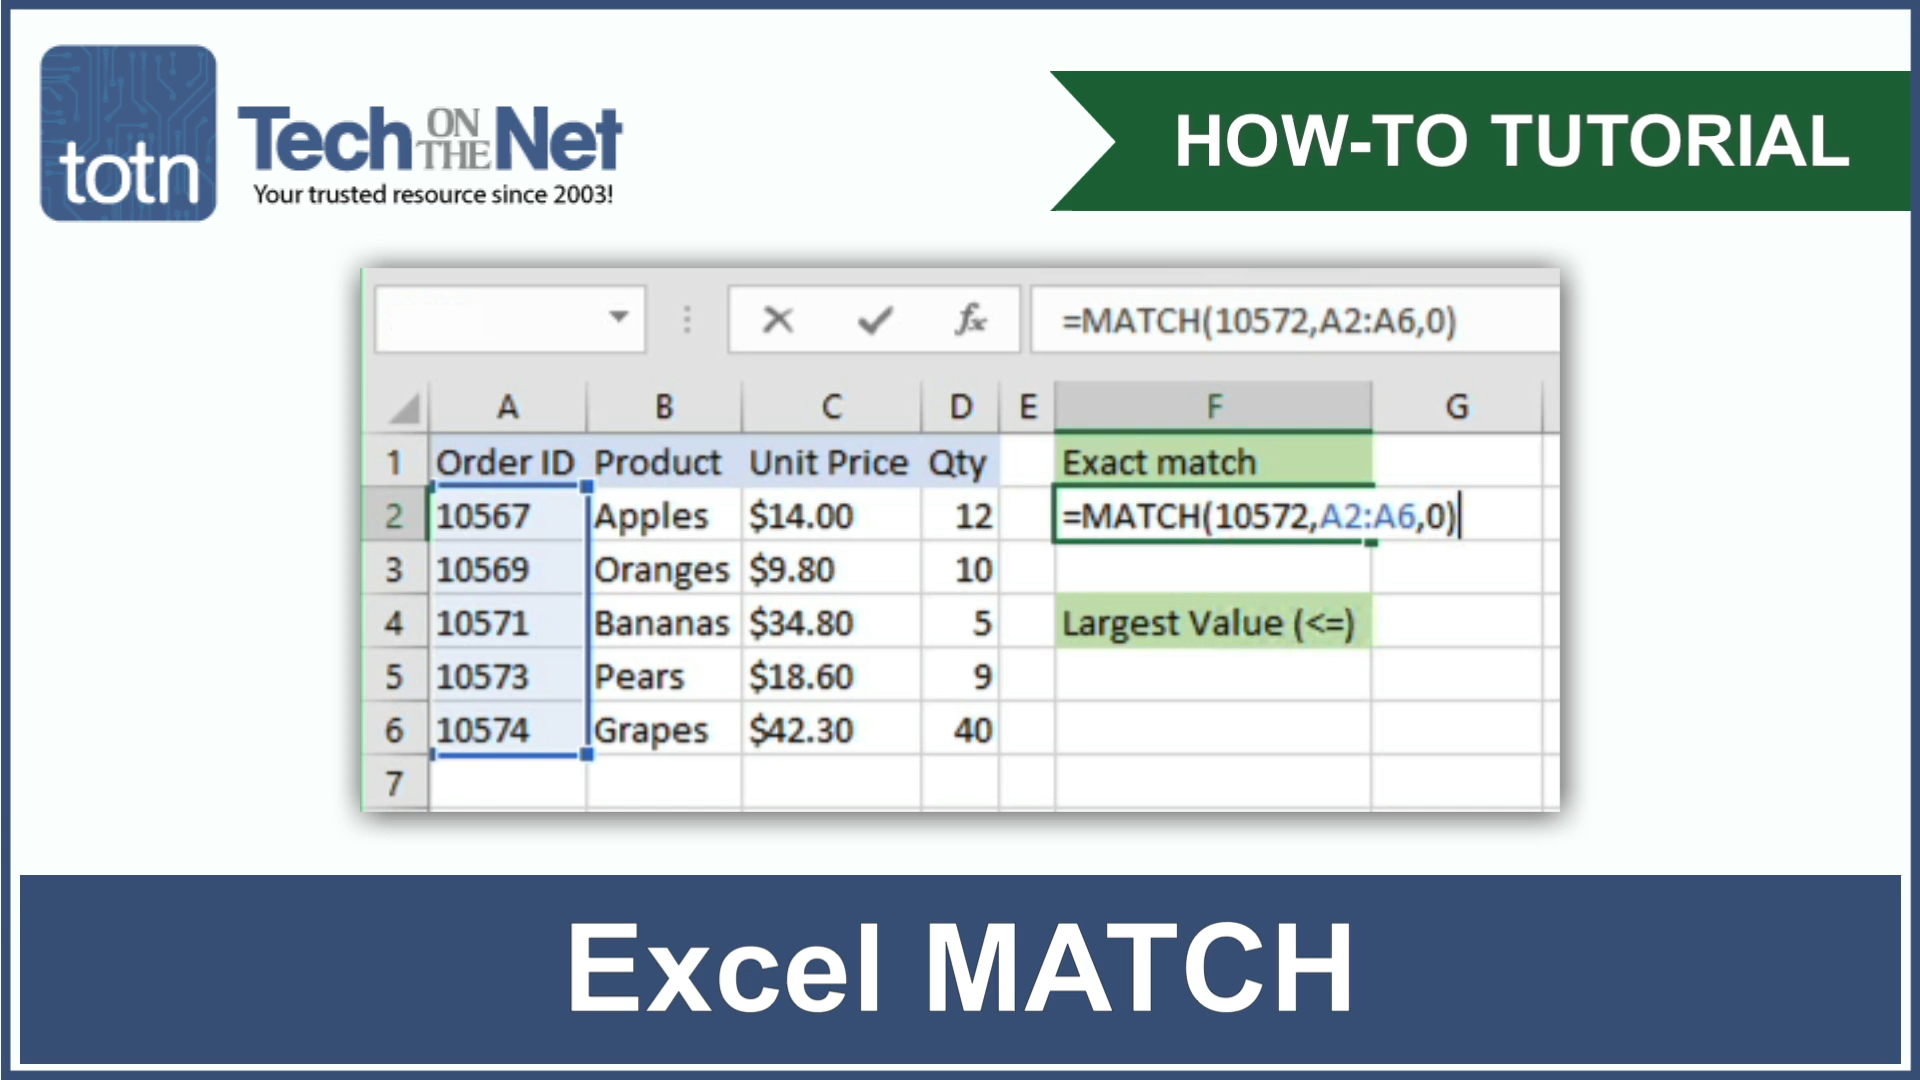 totn
Tech ON THE Net
Your trusted resource since 2003!
HOW-TO TUTORIAL
fx =MATCH(10572,A2:A6,0)
A B C D E F G
1 Order ID Product Unit Price Qty Exact match
2 10567 Apples $14.00 12 =MATCH(10572,A2:A6,0)
3 10569 Oranges $9.80 10
4 10571 Bananas $34.80 5 Largest Value (<=)
5 10573 Pears $18.60 9
6 10574 Grapes $42.30 40
7
Excel MATCH